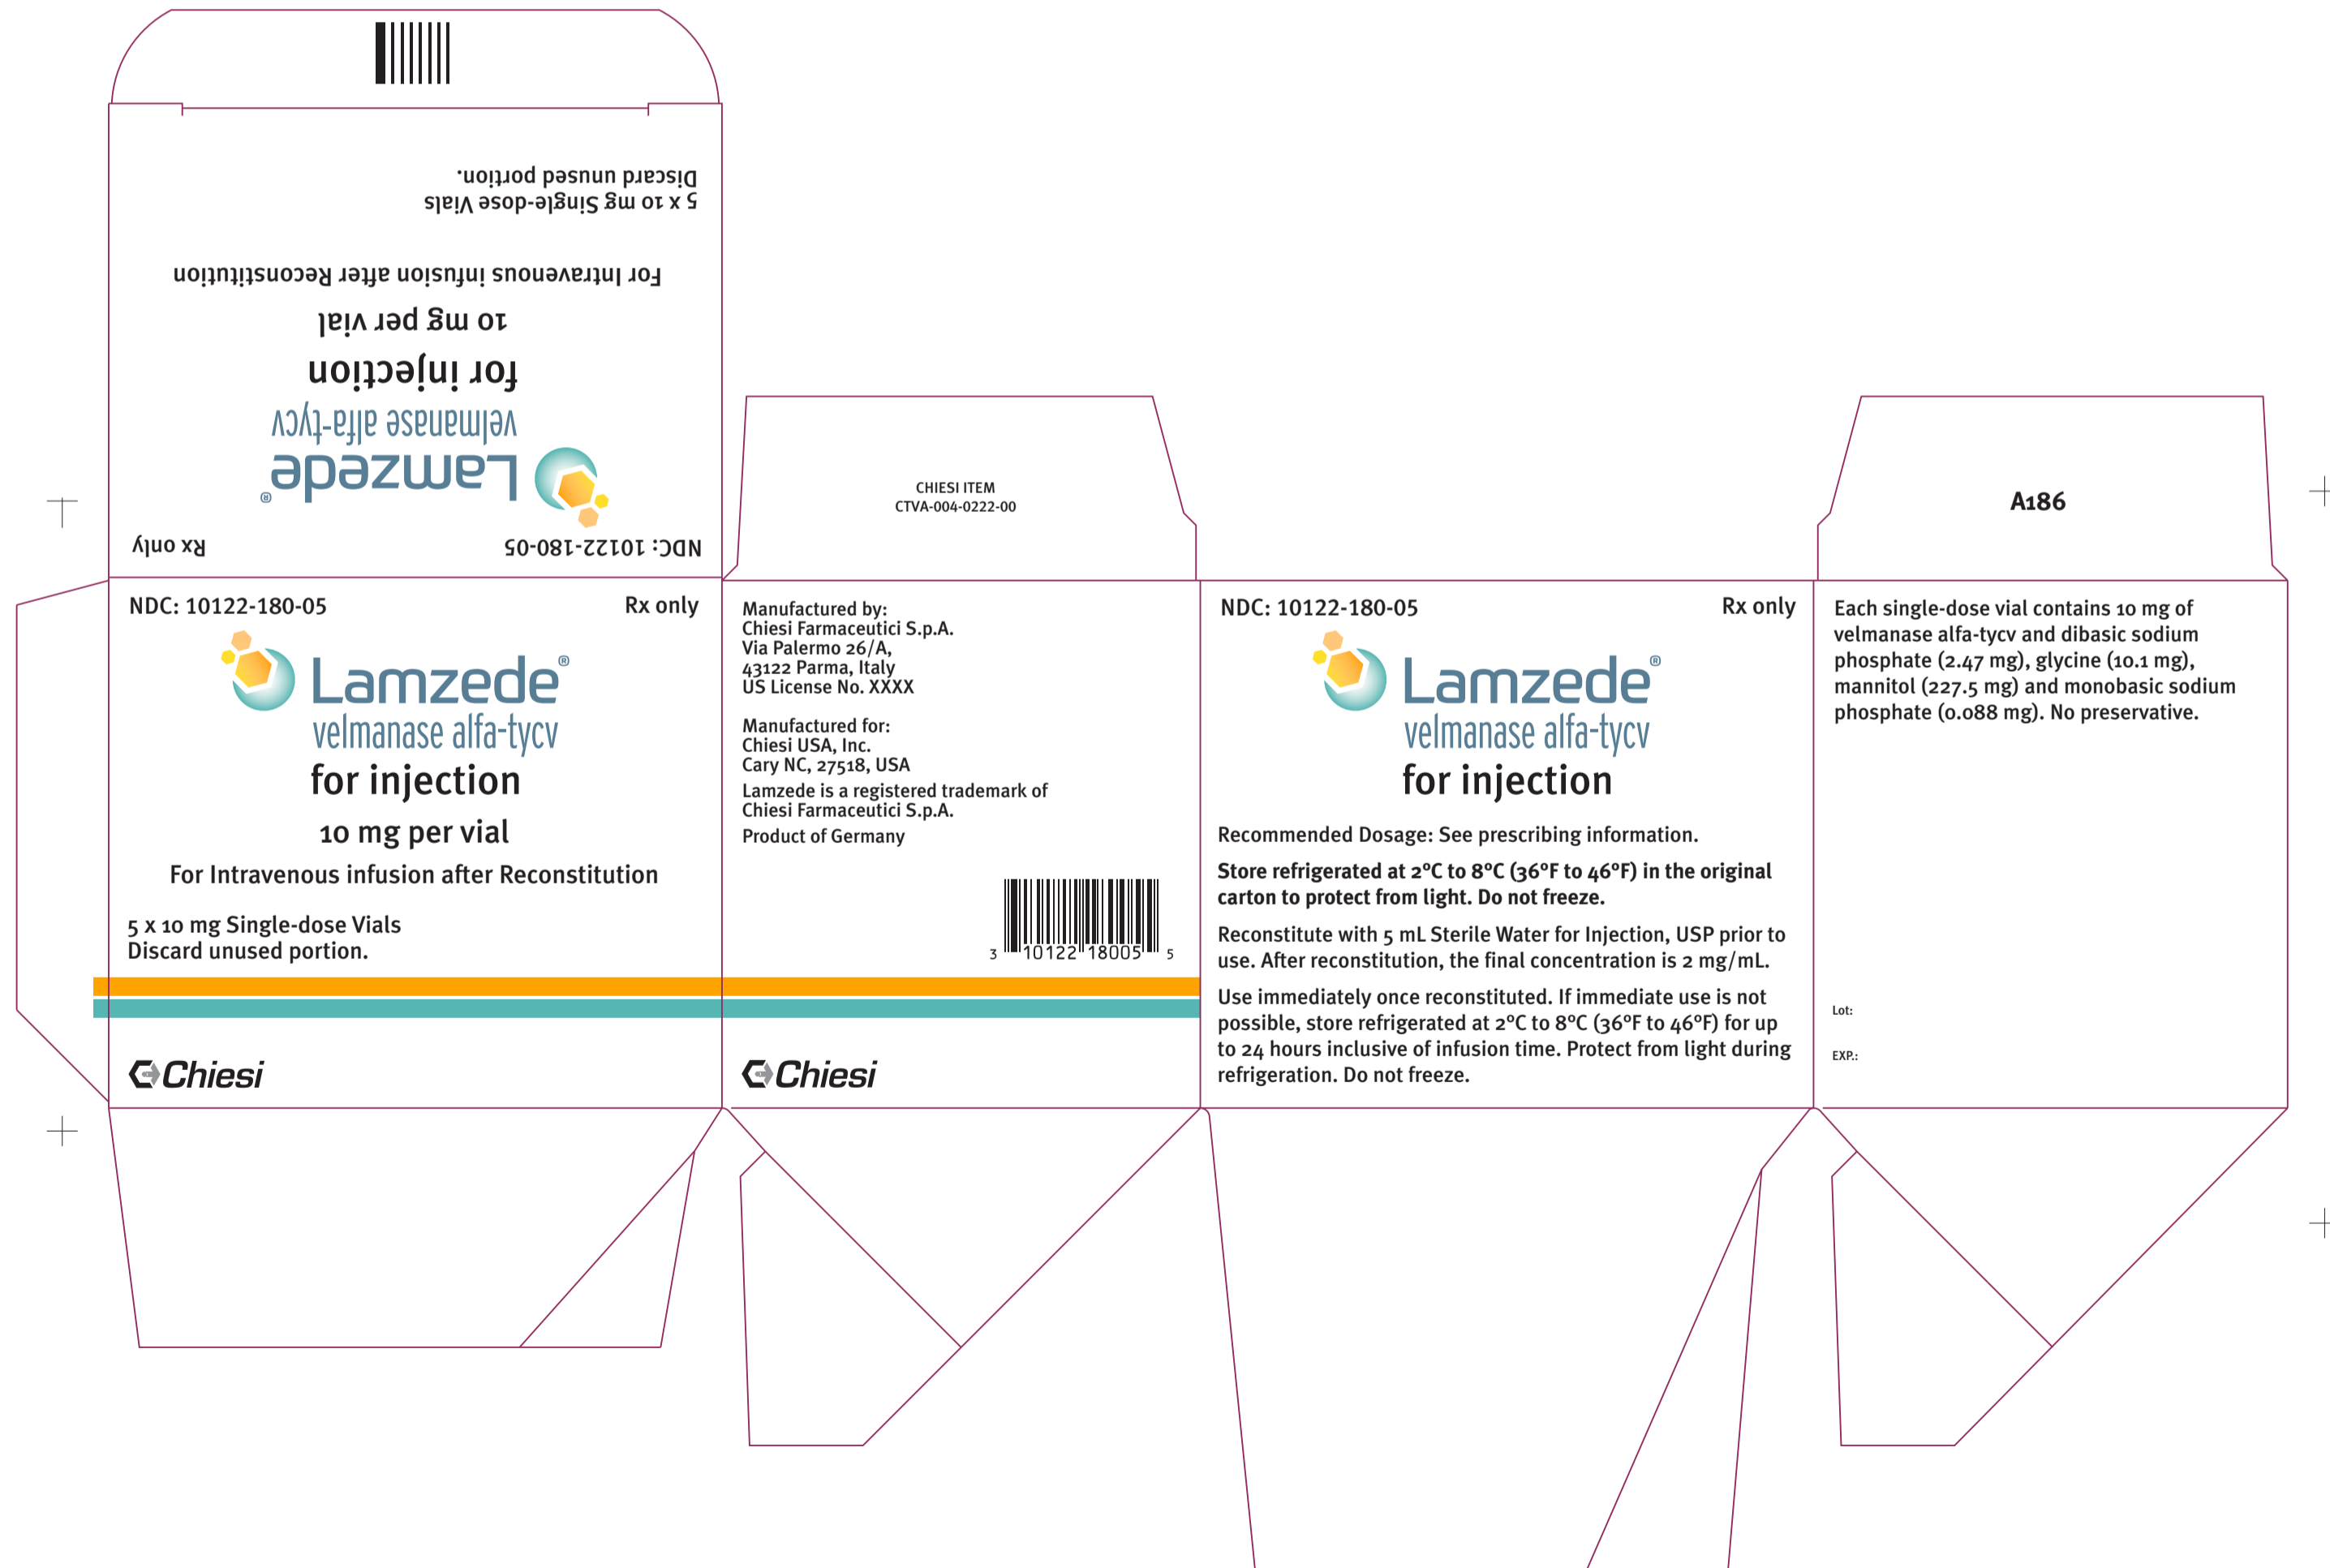 Discard unused portion.
5 x 10 mg Single-dose Vials
For Intravenous infusion after Reconstitution
10 mg per vial
for injection
velmanase alfa-tycv
Lamzede®
NDC: 10122-180-05
Rx only
NDC: 10122-180-05
Rx only
Lamzede®
velmanase alfa-tycv
for injection
10 mg per vial
For Intravenous infusion after Reconstitution
5 x 10 mg Single-dose Vials
Discard unused portion.
Chiesi
CHIESI ITEM
CTVA-004-0222-00
Manufactured by:
Chiesi Farmaceutici S.p.A.
Via Palermo 26/A,
43122 Parma, Italy
US License No. XXXX
Manufactured for:
Chiesi USA, Inc.
Cary NC, 27518, USA
Lamzede is a registered trademark of
Chiesi Farmaceutici S.p.A.
Product of Germany
3 10122 18005 5
Chiesi
NDC: 10122-180-05
Rx only
Lamzede®
velmanase alfa-tycv
for injection
Recommended Dosage: See prescribing information.
Store refrigerated at 2ºC to 8ºC (36ºF to 46ºF) in the original
carton to protect from light. Do not freeze.
Reconstitute with 5 mL Sterile Water for Injection, USP prior to
use. After reconstitution, the final concentration is 2 mg/mL.
Use immediately once reconstituted. If immediate use is not
possible, store refrigerated at 2ºC to 8ºC (36ºF to 46ºF) for up
to 24 hours inclusive of infusion time. Protect from light during
refrigeration. Do not freeze.
A186
Each single-dose vial contains 10 mg of
velmanase alfa-tycv and dibasic sodium
phosphate (2.47 mg), glycine (10.1 mg),
mannitol (227.5 mg) and monobasic sodium
phosphate (0.088 mg). No preservative.
Lot:
EXP.: